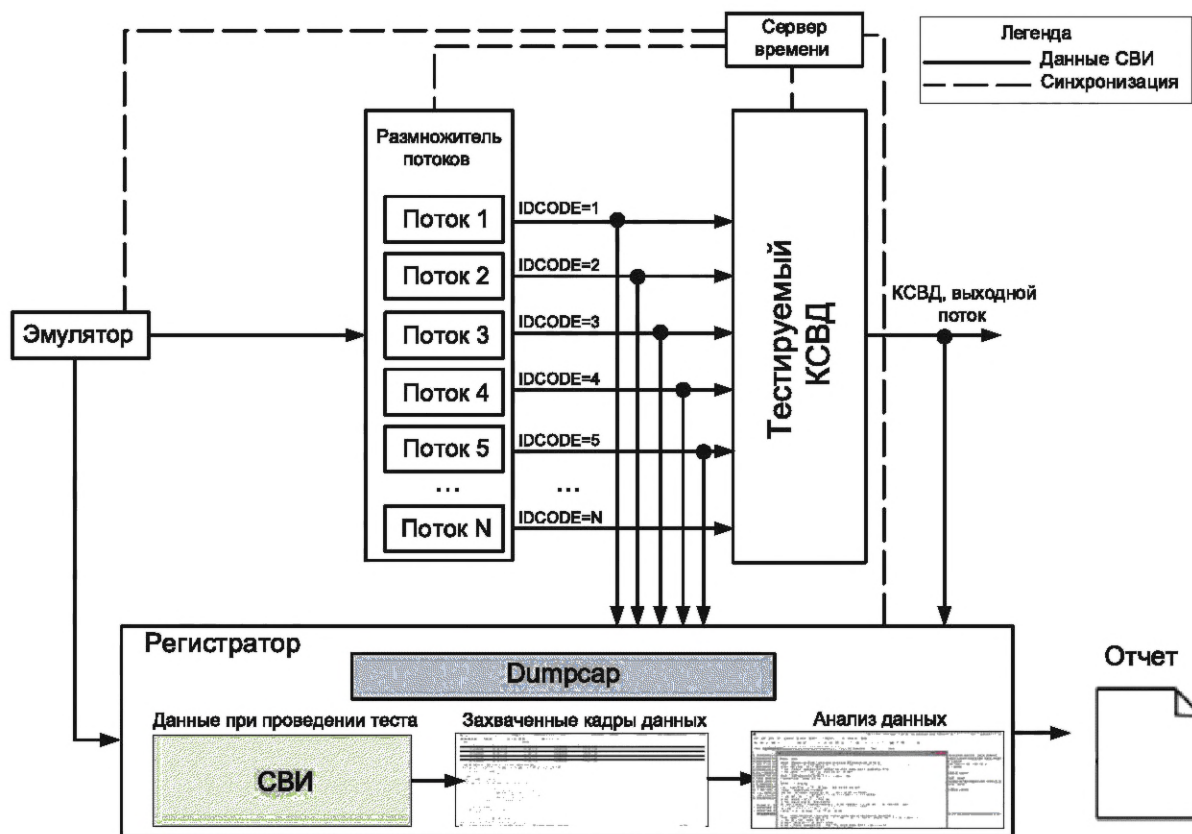 Сервер
времени
Легенда
Данные СВИ
Синхронизация
Размножитель
потоков
Поток 1
IDCODE=1
Поток 2
IDCODE=2
Поток 3
IDCODE=3
Поток 4
IDCODE=4
Поток 5
IDCODE=5
...
...
Поток N
IDCODE=N
Эмулятор
Тестируемый
КСВД
КСВД, выходной
поток
Регистратор
Dumpcap
Данные при проведении теста
СВИ
Захваченные кадры данных
Анализ данных
Отчет